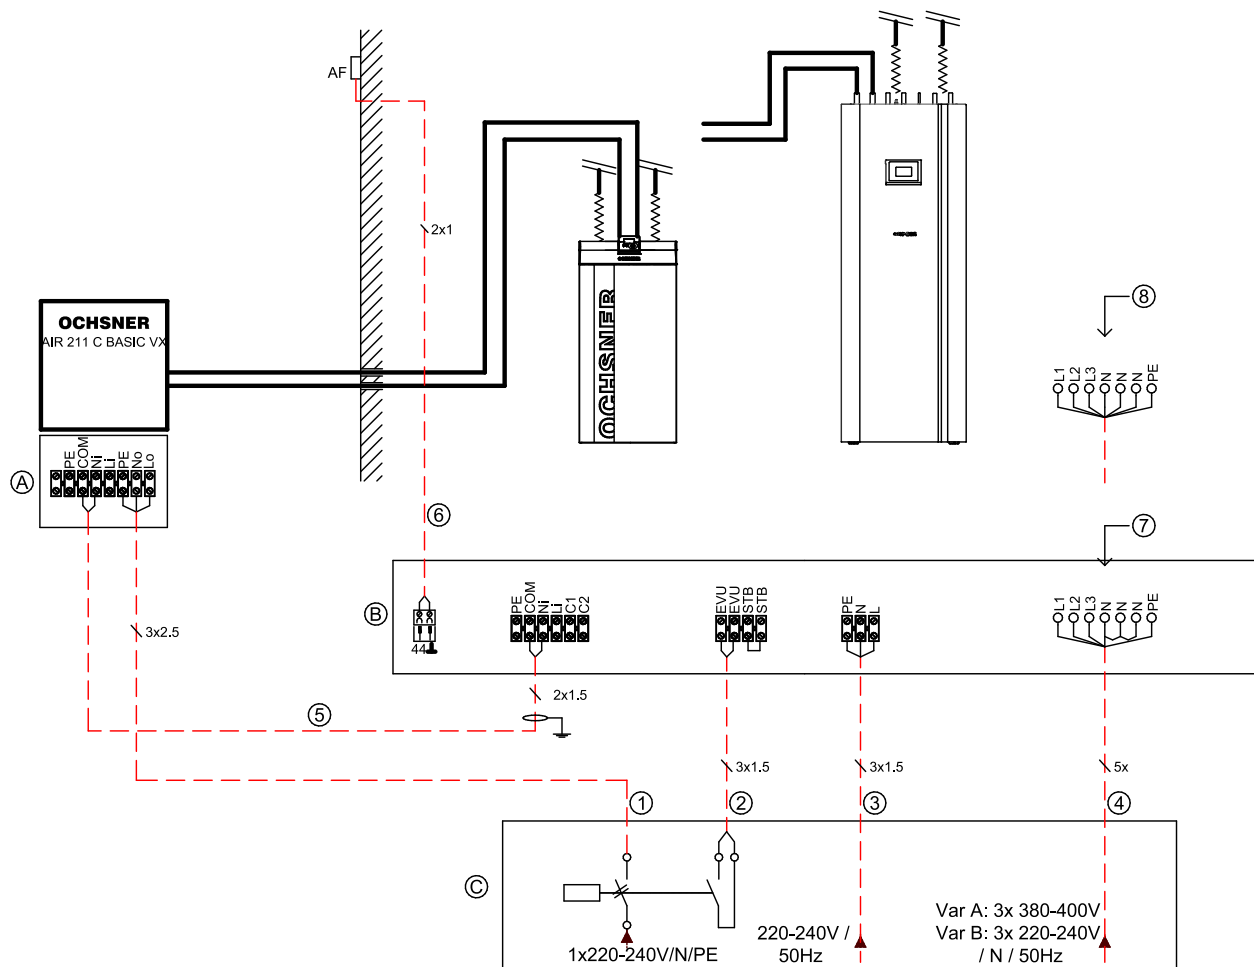 AF
2x1
OCHSNER
AIR 211 C BASIC VX
OCHSNER
8
L1
L2
L3
N
N
N
PE
A
PE
COM
Ni
Li
PE
No
Lo
6
7
B
44
PE
COM
Ni
Li
C1
C2
EVU
EVU
STB
STB
PE
N
L
L1
L2
L3
N
N
N
PE
3x2.5
2x1.5
5
3x1.5
3x1.5
5x
1
2
3
4
C
1x220-240V/N/PE
220-240V /
50Hz
Var A: 3x 380-400V
Var B: 3x 220-240V
/ N / 50Hz